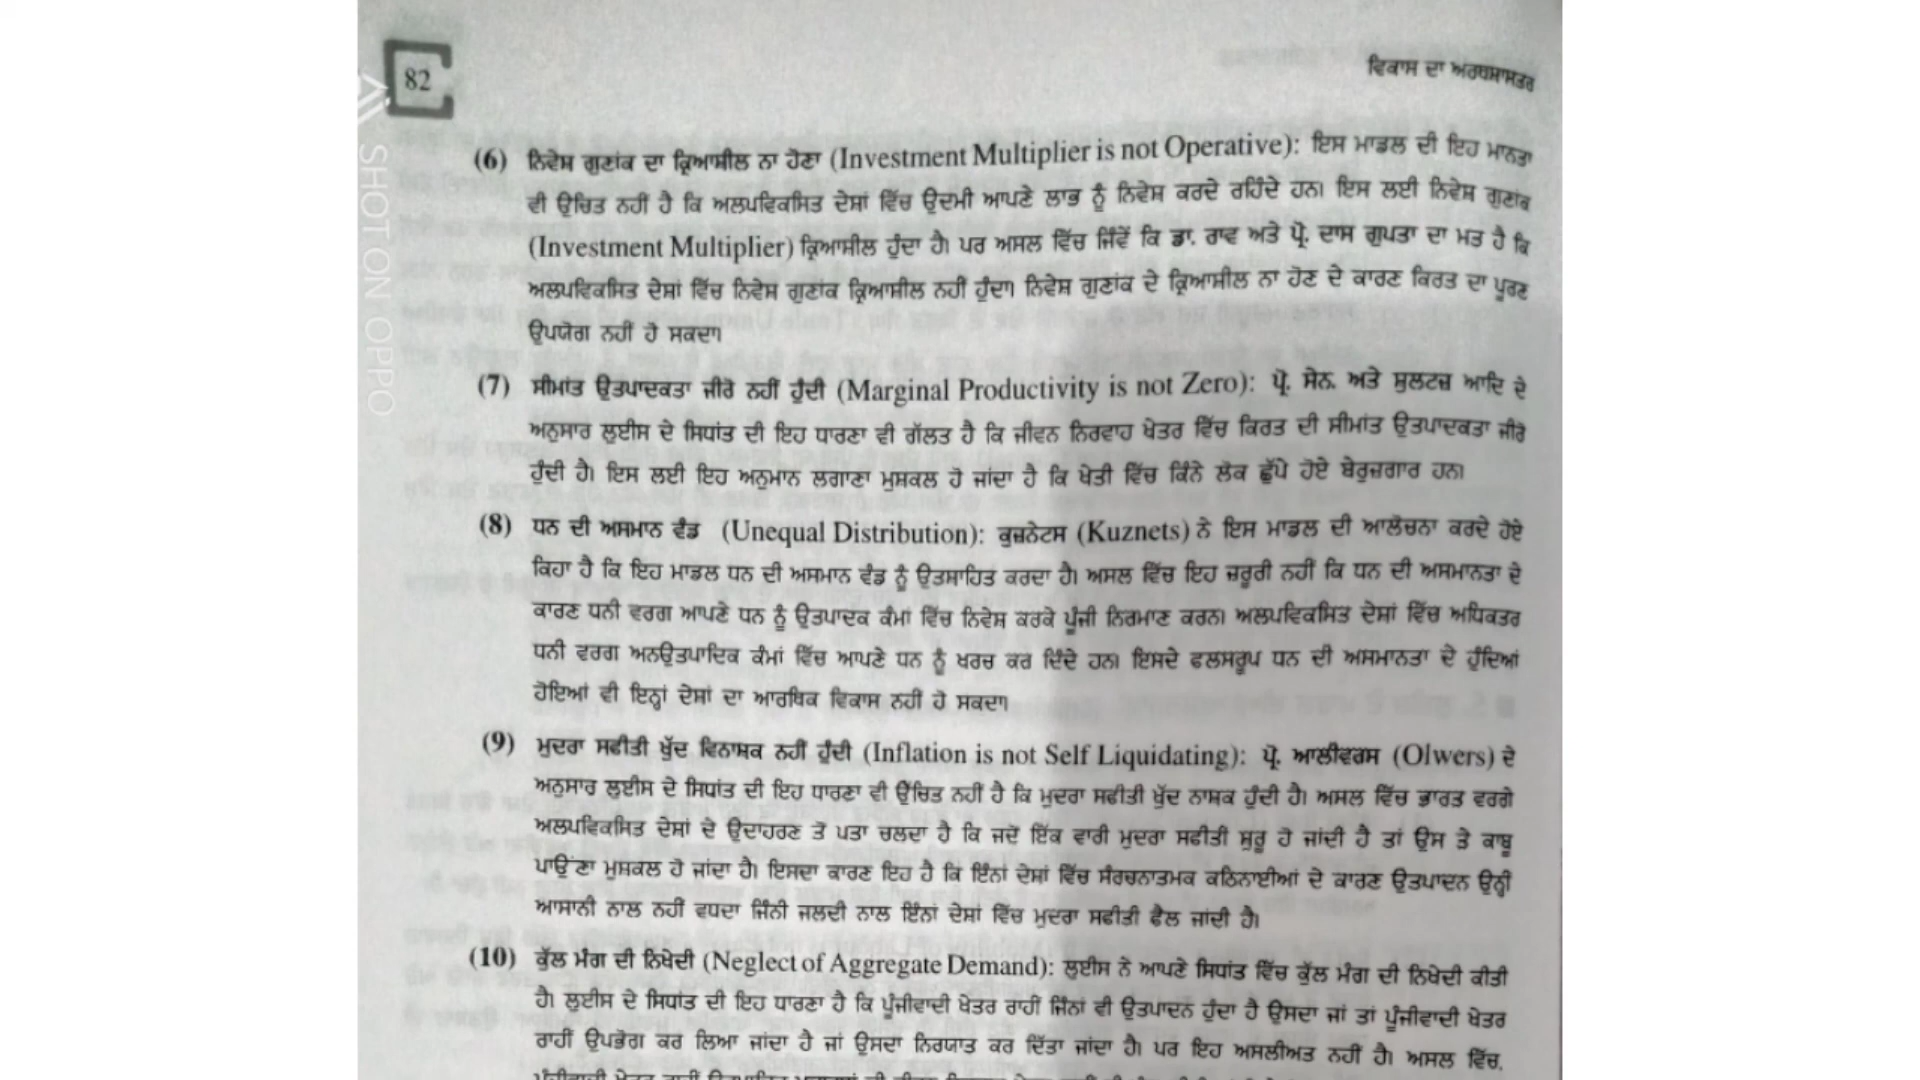 82
ਵਿਕਾਸ ਦਾ ਅਰਥਸ਼ਾਸਤਰ
(6) ਨਿਵੇਸ਼ ਗੁਣਾਂਕ ਦਾ ਕ੍ਰਿਆਸ਼ੀਲ ਨਾ ਹੋਣਾ (Investment Multiplier is not Operative): ਇਸ ਮਾਡਲ ਦੀ ਇਹ ਮਾਨਤਾ
ਵੀ ਉਚਿਤ ਨਹੀਂ ਹੈ ਕਿ ਅਲਪਵਿਕਸਿਤ ਦੇਸ਼ਾਂ ਵਿੱਚ ਉਦਮੀ ਆਪਣੇ ਲਾਭ ਨੂੰ ਨਿਵੇਸ਼ ਕਰਦੇ ਰਹਿੰਦੇ ਹਨ। ਇਸ ਲਈ ਨਿਵੇਸ਼ ਗੁਣਾਂਕ
(Investment Multiplier) ਕ੍ਰਿਆਸ਼ੀਲ ਹੁੰਦਾ ਹੈ। ਪਰ ਅਸਲ ਵਿੱਚ ਜਿੰਵੇਂ ਕਿ ਡਾ. ਰਾਵ ਅਤੇ ਪ੍ਰੋ. ਦਾਸ ਗੁਪਤਾ ਦਾ ਮਤ ਹੈ ਕਿ
ਅਲਪਵਿਕਸਿਤ ਦੇਸ਼ਾਂ ਵਿੱਚ ਨਿਵੇਸ਼ ਗੁਣਾਂਕ ਕ੍ਰਿਆਸ਼ੀਲ ਨਹੀਂ ਹੁੰਦਾ। ਨਿਵੇਸ਼ ਗੁਣਾਂਕ ਦੇ ਕ੍ਰਿਆਸ਼ੀਲ ਨਾ ਹੋਣ ਦੇ ਕਾਰਣ ਕਿਰਤ ਦਾ ਪੂਰਣ
ਉਪਯੋਗ ਨਹੀਂ ਹੋ ਸਕਦਾ।
(7) ਸੀਮਾਂਤ ਉਤਪਾਦਕਤਾ ਜੀਰੋ ਨਹੀਂ ਹੁੰਦੀ (Marginal Productivity is not Zero): ਪ੍ਰੋ. ਸੇਨ. ਅਤੇ ਸ਼ੁਲਟਜ਼ ਆਦਿ ਦੇ
ਅਨੁਸਾਰ ਲੁਈਸ ਦੇ ਸਿਧਾਂਤ ਦੀ ਇਹ ਧਾਰਣਾ ਵੀ ਗੱਲਤ ਹੈ ਕਿ ਜੀਵਨ ਨਿਰਵਾਹ ਖੇਤਰ ਵਿੱਚ ਕਿਰਤ ਦੀ ਸੀਮਾਂਤ ਉਤਪਾਦਕਤਾ ਜੀਰੋ
ਹੁੰਦੀ ਹੈ। ਇਸ ਲਈ ਇਹ ਅਨੁਮਾਨ ਲਗਾਣਾ ਮੁਸ਼ਕਲ ਹੋ ਜਾਂਦਾ ਹੈ ਕਿ ਖੇਤੀ ਵਿੱਚ ਕਿੰਨੇ ਲੋਕ ਛੁੱਪੇ ਹੋਏ ਬੇਰੁਜ਼ਗਾਰ ਹਨ।
(8) ਧਨ ਦੀ ਅਸਮਾਨ ਵੰਡ (Unequal Distribution): ਕੁਜ਼ਨੇਟਸ (Kuznets) ਨੇ ਇਸ ਮਾਡਲ ਦੀ ਆਲੋਚਨਾ ਕਰਦੇ ਹੋਏ
ਕਿਹਾ ਹੈ ਕਿ ਇਹ ਮਾਡਲ ਧਨ ਦੀ ਅਸਮਾਨ ਵੰਡ ਨੂੰ ਉਤਸ਼ਾਹਿਤ ਕਰਦਾ ਹੈ। ਅਸਲ ਵਿੱਚ ਇਹ ਜ਼ਰੂਰੀ ਨਹੀਂ ਕਿ ਧਨ ਦੀ ਅਸਮਾਨਤਾ ਦੇ
ਕਾਰਣ ਧਨੀ ਵਰਗ ਆਪਣੇ ਧਨ ਨੂੰ ਉਤਪਾਦਕ ਕੰਮਾਂ ਵਿੱਚ ਨਿਵੇਸ਼ ਕਰਕੇ ਪੂੰਜੀ ਨਿਰਮਾਣ ਕਰਨ। ਅਲਪਵਿਕਸਿਤ ਦੇਸ਼ਾਂ ਵਿੱਚ ਅਧਿਕਤਰ
ਧਨੀ ਵਰਗ ਅਨਉਤਪਾਦਿਕ ਕੰਮਾਂ ਵਿੱਚ ਆਪਣੇ ਧਨ ਨੂੰ ਖਰਚ ਕਰ ਦਿੰਦੇ ਹਨ। ਇਸਦੇ ਫਲਸਰੂਪ ਧਨ ਦੀ ਅਸਮਾਨਤਾ ਦੇ ਹੁੰਦਿਆਂ
ਹੋਇਆਂ ਵੀ ਇਨ੍ਹਾਂ ਦੇਸ਼ਾਂ ਦਾ ਆਰਥਿਕ ਵਿਕਾਸ ਨਹੀਂ ਹੋ ਸਕਦਾ।
(9) ਮੁਦਰਾ ਸਫੀਤੀ ਖੁੱਦ ਵਿਨਾਸ਼ਕ ਨਹੀਂ ਹੁੰਦੀ (Inflation is not Self Liquidating): ਪ੍ਰੋ. ਆਲੀਵਰਸ (Olwers) ਦੇ
ਅਨੁਸਾਰ ਲੁਈਸ ਦੇ ਸਿਧਾਂਤ ਦੀ ਇਹ ਧਾਰਣਾ ਵੀ ਉੱਚਿਤ ਨਹੀਂ ਹੈ ਕਿ ਮੁਦਰਾ ਸਫੀਤੀ ਖੁੱਦ ਨਾਸ਼ਕ ਹੁੰਦੀ ਹੈ। ਅਸਲ ਵਿੱਚ ਭਾਰਤ ਵਰਗੇ
ਅਲਪਵਿਕਸਿਤ ਦੇਸ਼ਾਂ ਦੇ ਉਦਾਹਰਣ ਤੋਂ ਪਤਾ ਚਲਦਾ ਹੈ ਕਿ ਜਦੋਂ ਇੱਕ ਵਾਰੀ ਮੁਦਰਾ ਸਫੀਤੀ ਸ਼ੁਰੂ ਹੋ ਜਾਂਦੀ ਹੈ ਤਾਂ ਉਸ ਤੇ ਕਾਬੂ
ਪਾਉਂਣਾ ਮੁਸ਼ਕਲ ਹੋ ਜਾਂਦਾ ਹੈ। ਇਸਦਾ ਕਾਰਣ ਇਹ ਹੈ ਕਿ ਇੰਨਾਂ ਦੇਸ਼ਾਂ ਵਿੱਚ ਸੰਰਚਨਾਤਮਕ ਕਠਿਨਾਈਆਂ ਦੇ ਕਾਰਣ ਉਤਪਾਦਨ ਉਨ੍ਹੀ
ਆਸਾਨੀ ਨਾਲ ਨਹੀਂ ਵਧਦਾ ਜਿੰਨੀ ਜਲਦੀ ਨਾਲ ਇੰਨਾਂ ਦੇਸ਼ਾਂ ਵਿੱਚ ਮੁਦਰਾ ਸਫੀਤੀ ਫੈਲ ਜਾਂਦੀ ਹੈ।
(10) ਕੁੱਲ ਮੰਗ ਦੀ ਨਿਖੇਦੀ (Neglect of Aggregate Demand): ਲੁਈਸ ਨੇ ਆਪਣੇ ਸਿਧਾਂਤ ਵਿੱਚ ਕੁੱਲ ਮੰਗ ਦੀ ਨਿਖੇਦੀ ਕੀਤੀ
ਹੈ। ਲੁਈਸ ਦੇ ਸਿਧਾਂਤ ਦੀ ਇਹ ਧਾਰਣਾ ਹੈ ਕਿ ਪੂੰਜੀਵਾਦੀ ਖੇਤਰ ਰਾਹੀਂ ਜਿੰਨਾਂ ਵੀ ਉਤਪਾਦਨ ਹੁੰਦਾ ਹੈ ਉਸਦਾ ਜਾਂ ਤਾਂ ਪੂੰਜੀਵਾਦੀ ਖੇਤਰ
ਰਾਹੀਂ ਉਪਭੋਗ ਕਰ ਲਿਆ ਜਾਂਦਾ ਹੈ ਜਾਂ ਉਸਦਾ ਨਿਰਯਾਤ ਕਰ ਦਿੱਤਾ ਜਾਂਦਾ ਹੈ। ਪਰ ਇਹ ਅਸਲੀਅਤ ਨਹੀਂ ਹੈ। ਅਸਲ ਵਿੱਚ,
SHOT ON OPPO